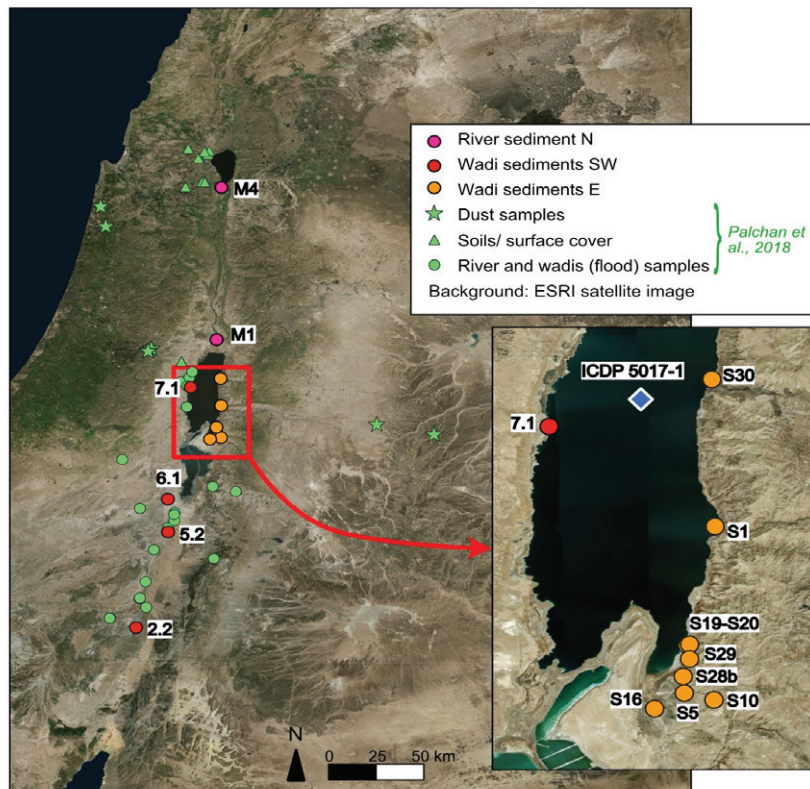 River sediment N
Wadi sediments SW
Wadi sediments E
Dust samples
Soils/ surface cover
River and wadis (flood) samples
Background: ESRI satellite image
Palchan et
al., 2018
M4
M1
7.1
6.1
5.2
2.2
ICDP 5017-1
S30
7.1
S1
S19-S20
S29
S28b
S16
S5
S10
N
0 25 50 km